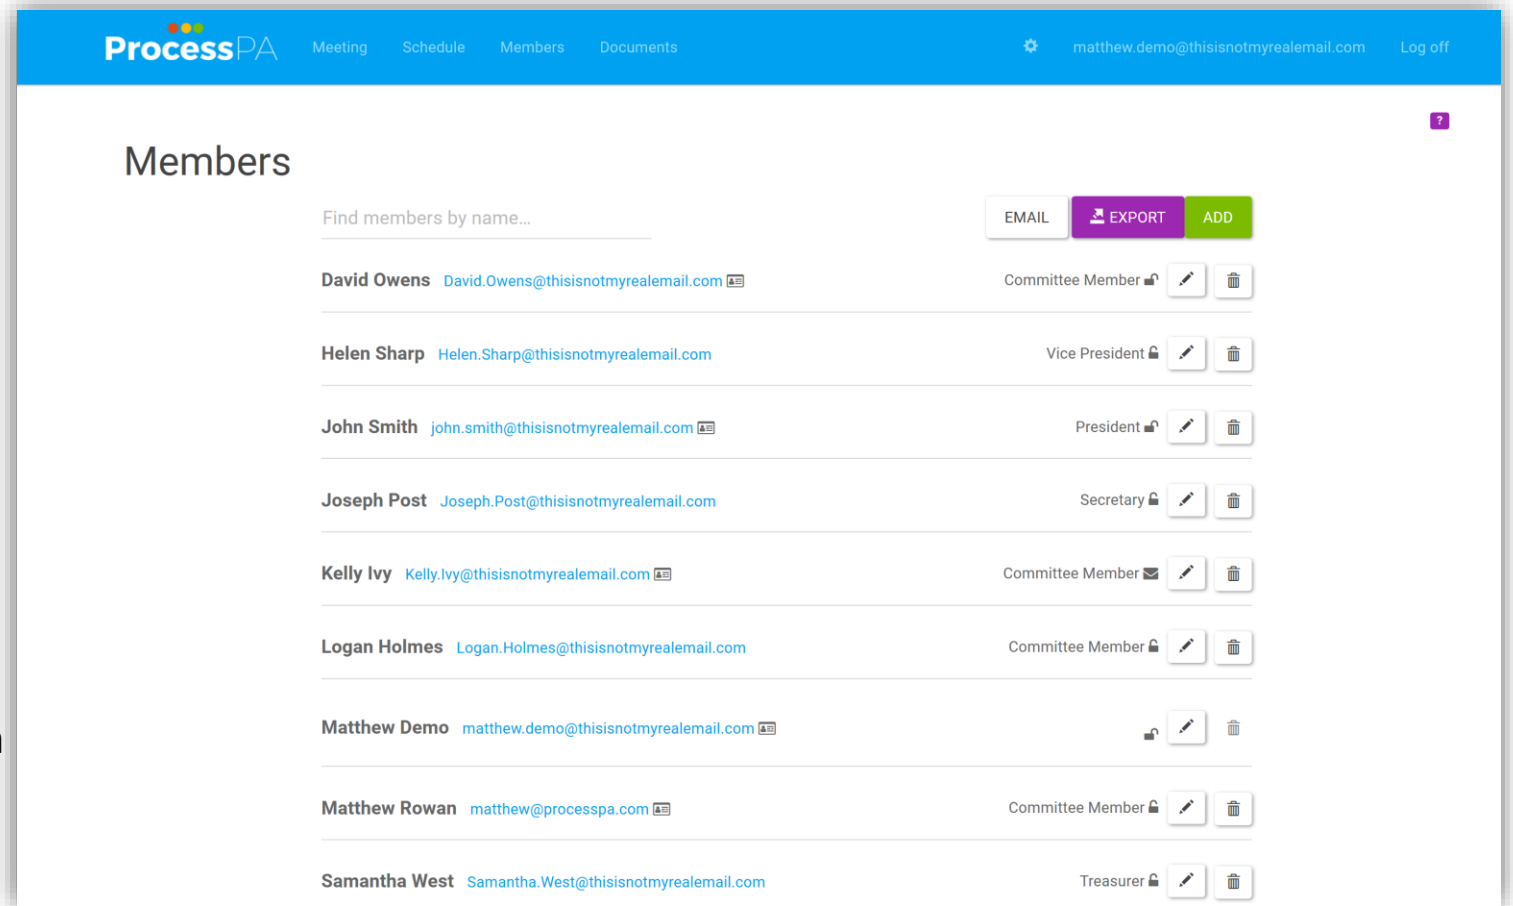 ProcessPA Meeting Schedule Members Documents matthew.demo@thisisnotmyrealemail.com Log off
?
Members
Find members by name... EMAIL EXPORT ADD
David Owens David.Owens@thisisnotmyrealemail.com Committee Member
Helen Sharp Helen.Sharp@thisisnotmyrealemail.com Vice President
John Smith john.smith@thisisnotmyrealemail.com President
Joseph Post Joseph.Post@thisisnotmyrealemail.com Secretary
Kelly Ivy Kelly.Ivy@thisisnotmyrealemail.com Committee Member
Logan Holmes Logan.Holmes@thisisnotmyrealemail.com Committee Member
Matthew Demo matthew.demo@thisisnotmyrealemail.com
Matthew Rowan matthew@processpa.com Committee Member
Samantha West Samantha.West@thisisnotmyrealemail.com Treasurer